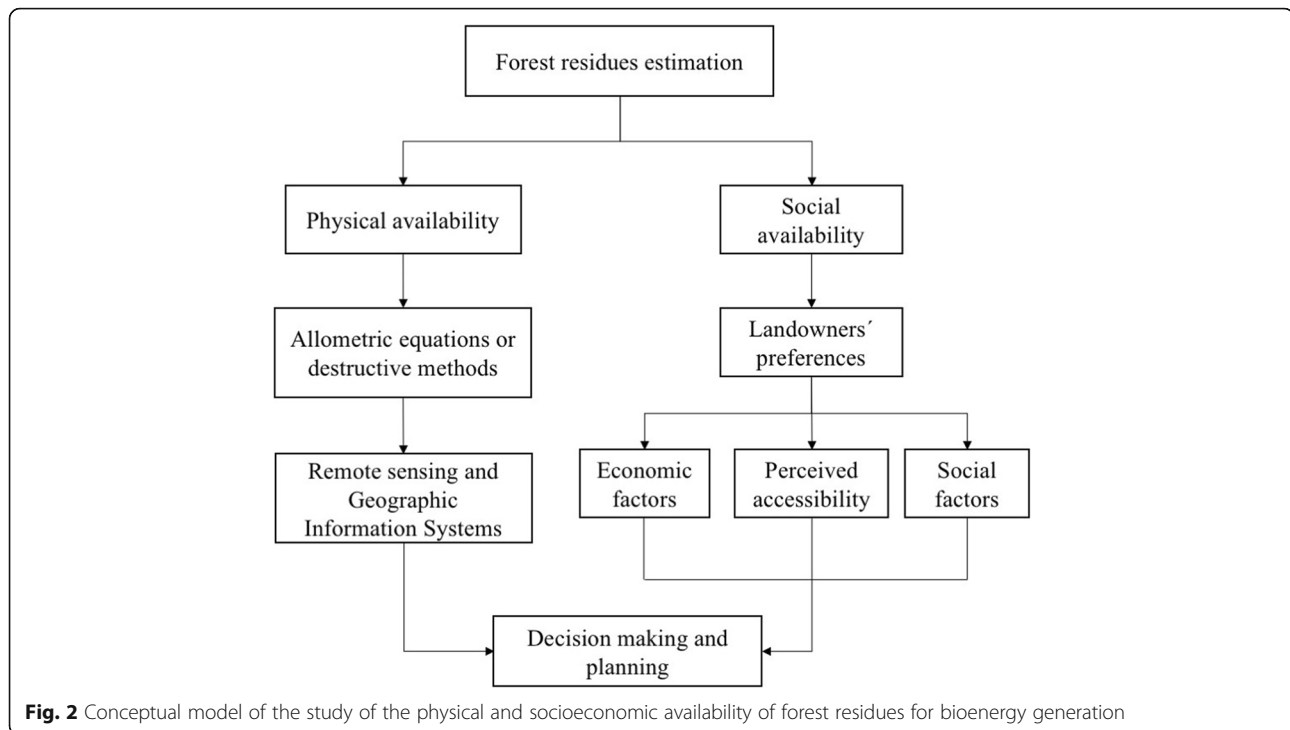 Forest residues estimation
Physical availability
Social
availability
Allometric equations or
destructive methods
Landowners´
preferences
Remote sensing and
Geographic
Information Systems
Economic
factors
Perceived
accessibility
Social
factors
Decision making and
planning
Fig. 2 Conceptual model of the study of the physical and socioeconomic availability of forest residues for bioenergy generation